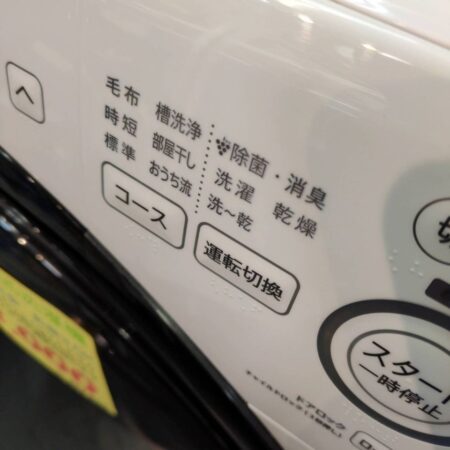 へ
毛布 槽洗浄
時短 部屋干し
標準 おうち流
コース
除菌・消臭
洗濯 乾燥
洗〜乾
運転切換
切
スタート
一時停止
ドアロック